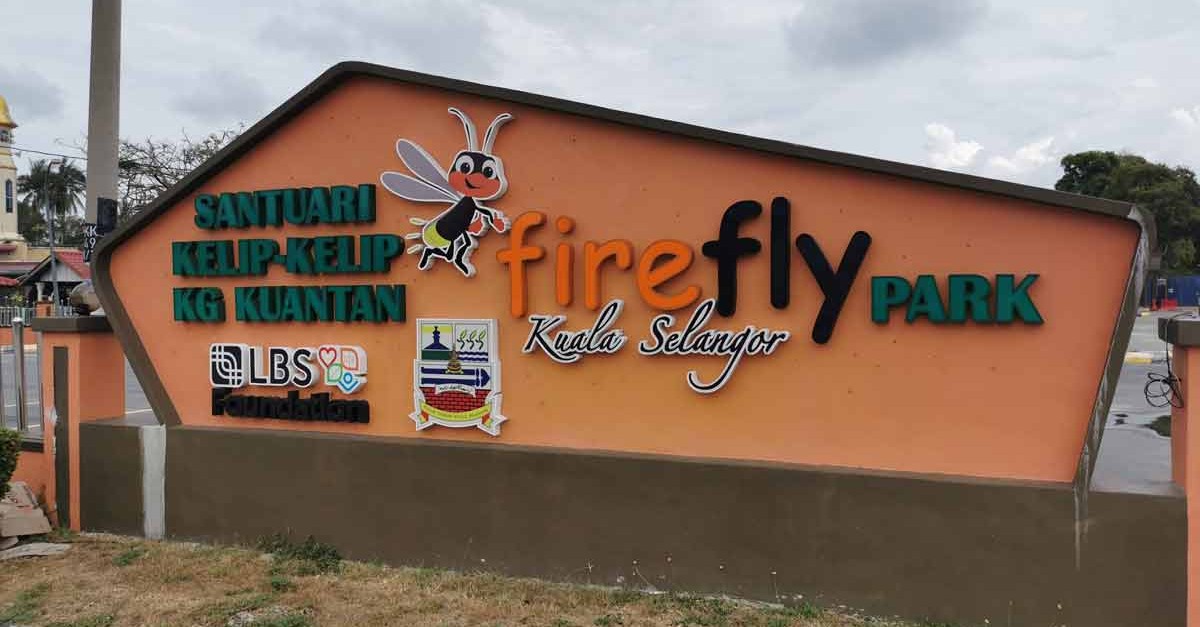 SANTUARI
KELIP-KELIP
KG KUANTAN
firefly PARK
Kuala Selangor
LBS
Foundation